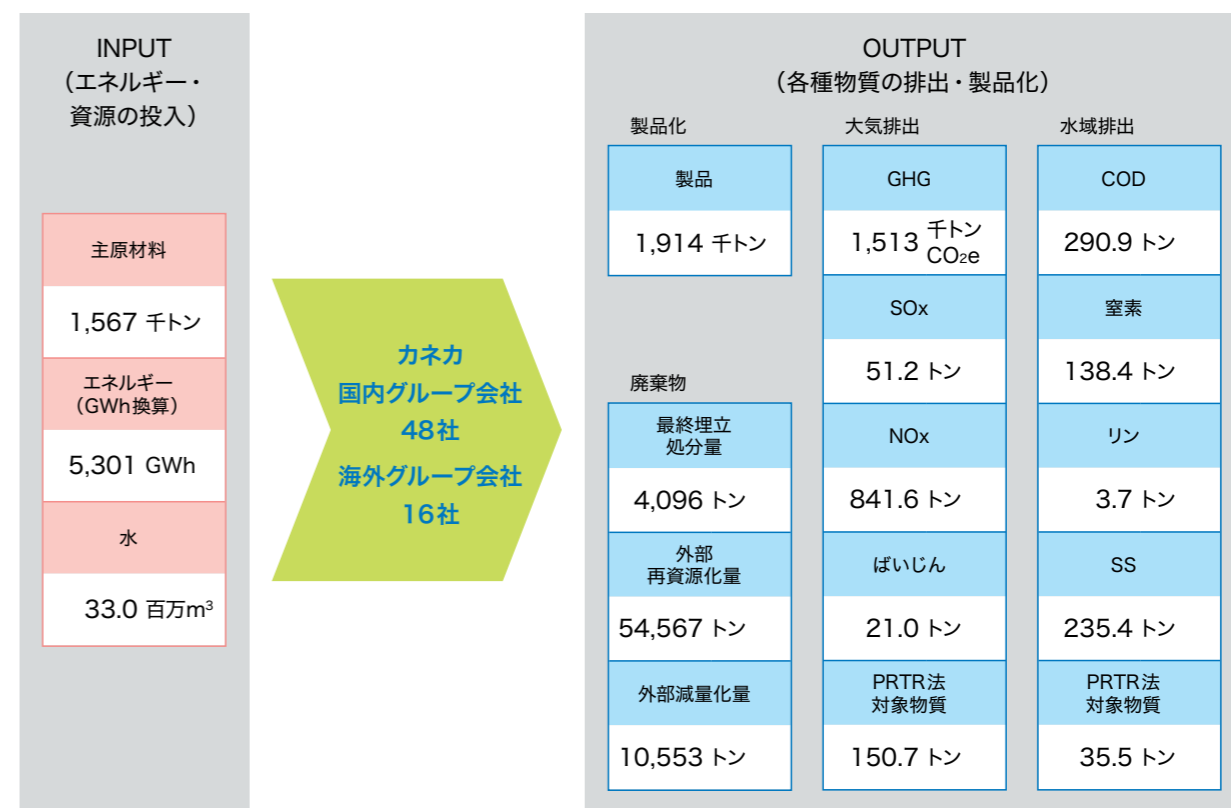 INPUT
(エネルギー・
資源の投入)
主原材料
1,567 千トン
エネルギー
(GWh換算)
5,301 GWh
水
33.0 百万m³
カネカ
国内グループ会社
48社
海外グループ会社
16社
OUTPUT
(各種物質の排出・製品化)
製品化
製品
1,914 千トン
廃棄物
最終埋立
処分量
4,096 トン
外部
再資源化量
54,567 トン
外部減量化量
10,553 トン
大気排出
GHG
1,513 千トン
CO₂e
SOx
51.2 トン
NOx
841.6 トン
ばいじん
21.0 トン
PRTR法
対象物質
150.7 トン
水域排出
COD
290.9 トン
窒素
138.4 トン
リン
3.7 トン
SS
235.4 トン
PRTR法
対象物質
35.5 トン